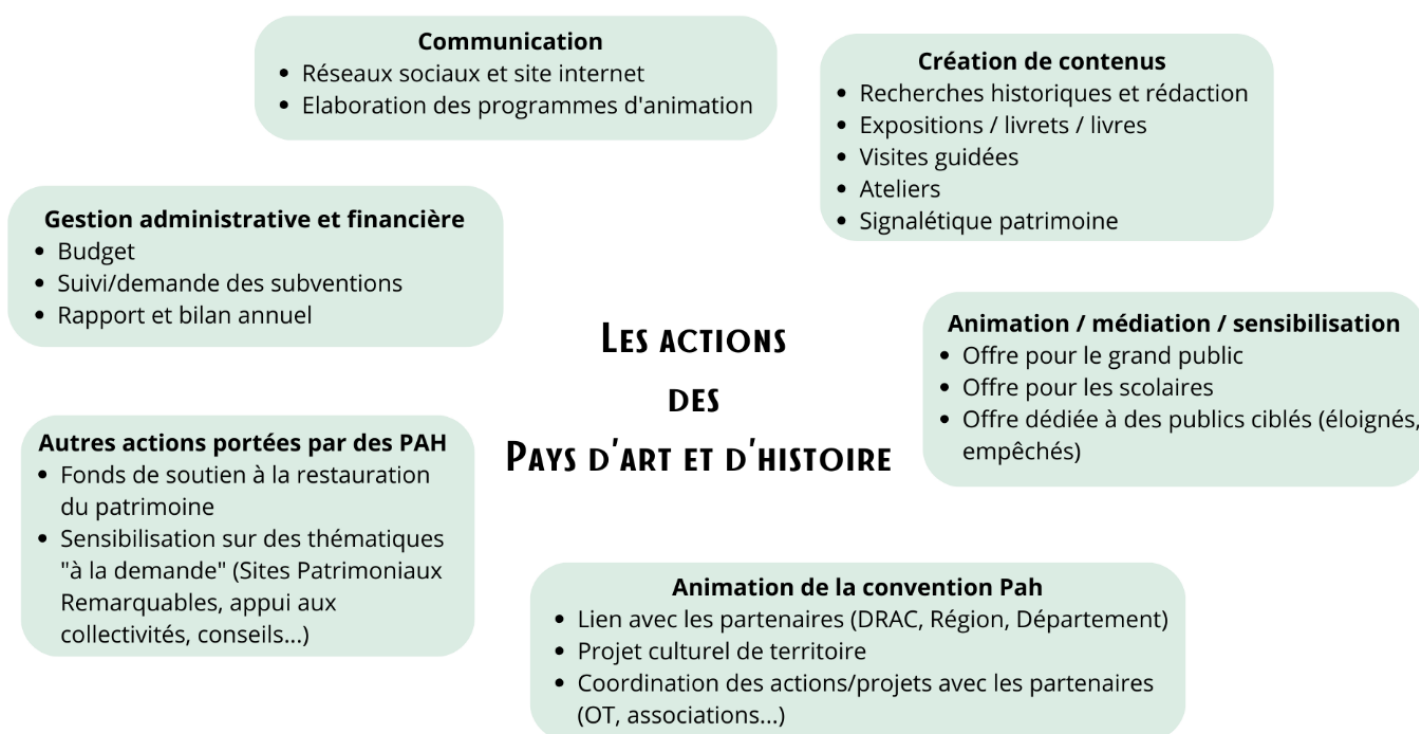 Communication
• Réseaux sociaux et site internet
• Elaboration des programmes d'animation
Création de contenus
• Recherches historiques et rédaction
• Expositions / livrets / livres
• Visites guidées
• Ateliers
• Signalétique patrimoine
Gestion administrative et financière
• Budget
• Suivi/demande des subventions
• Rapport et bilan annuel
Les actions
des
Pays d'art et d'histoire
Animation / médiation / sensibilisation
• Offre pour le grand public
• Offre pour les scolaires
• Offre dédiée à des publics ciblés (éloignés,
empêchés)
Autres actions portées par des PAH
• Fonds de soutien à la restauration
du patrimoine
• Sensibilisation sur des thématiques
"à la demande" (Sites Patrimoniaux
Remarquables, appui aux
collectivités, conseils...)
Animation de la convention Pah
• Lien avec les partenaires (DRAC, Région, Département)
• Projet culturel de territoire
• Coordination des actions/projets avec les partenaires
(OT, associations...)